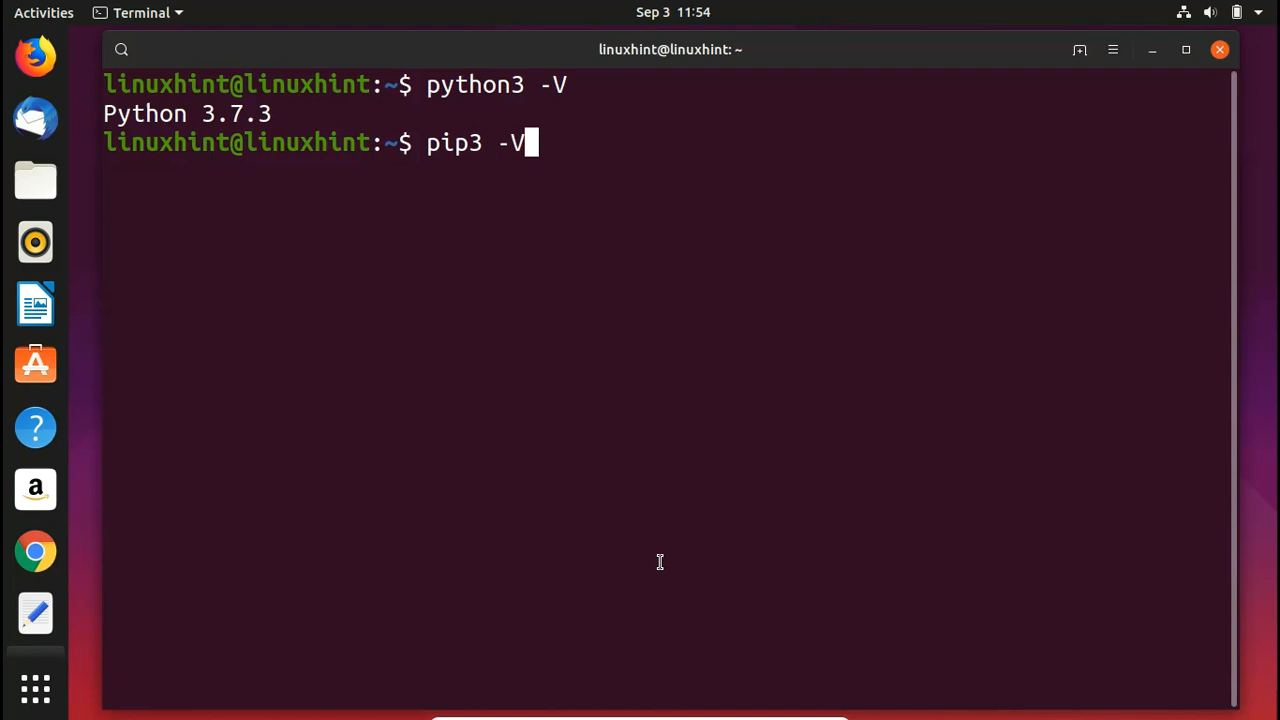 Activities Terminal Sep 3 11:54
linuxhint@linuxhint: ~
linuxhint@linuxhint:~$ python3 -V
Python 3.7.3
linuxhint@linuxhint:~$ pip3 -V
?
a